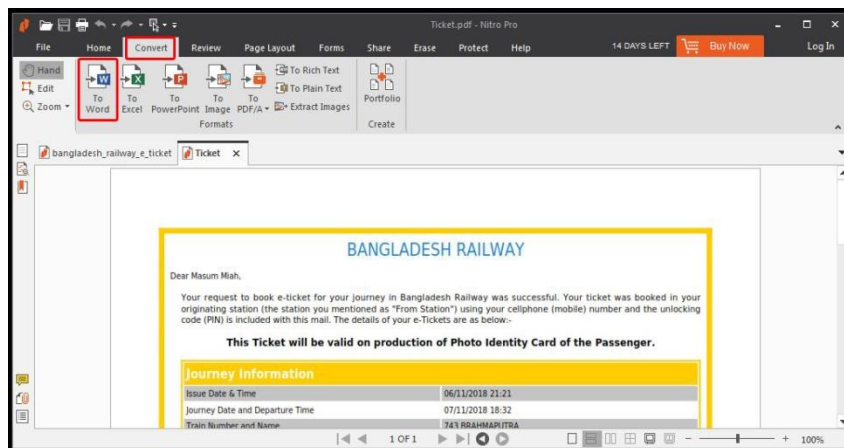 Ticket.pdf - Nitro Pro
File Home Convert Review Page Layout Forms Share Erase Protect Help 14 DAYS LEFT Buy Now Log In
Hand
Edit
Zoom
To Word
To Excel
To PowerPoint
To Image
To PDF/A
To Rich Text
To Plain Text
Extract Images
Formats
Portfolio
Create
bangladesh_railway_e_ticket Ticket
BANGLADESH RAILWAY
Dear Masum Miah,
Your request to book e-ticket for your journey in Bangladesh Railway was successful. Your ticket was booked in your
originating station (the station you mentioned as "From Station") using your cellphone (mobile) number and the unlocking
code (PIN) is included with this mail. The details of your e-Tickets are as below:-
This Ticket will be valid on production of Photo Identity Card of the Passenger.
Journey Information
Issue Date & Time 06/11/2018 21:21
Journey Date and Departure Time 07/11/2018 18:32
Train Number and Name 743 BRAHMAPUTRA
1 OF 1
100%